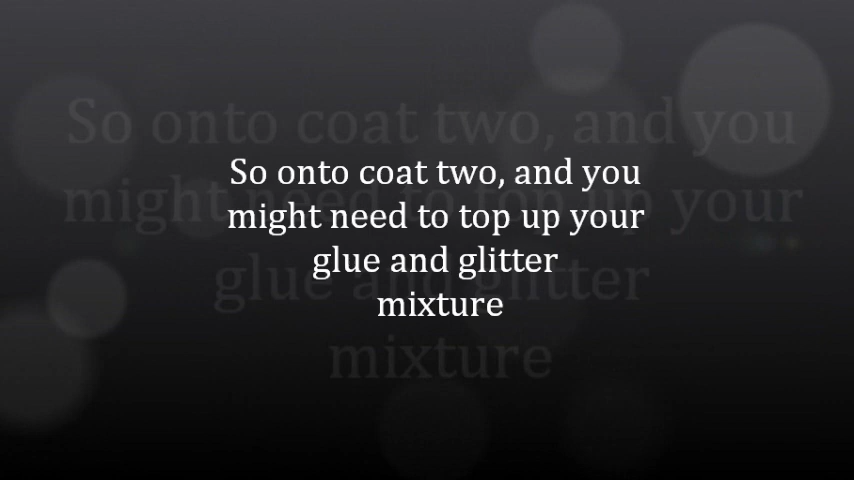 So onto coat two, and you
might need to top up your
glue and glitter
mixture